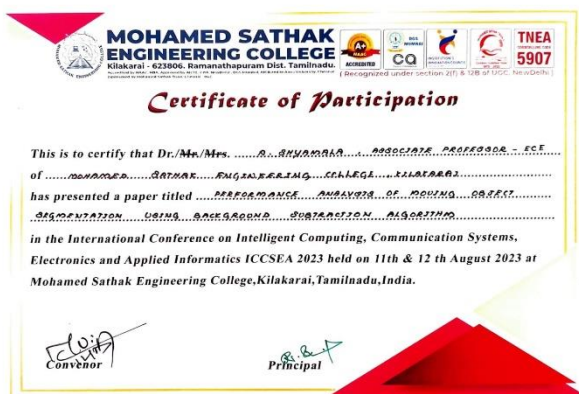 MOHAMED SATHAK
ENGINEERING COLLEGE
Kilakarai - 623806. Ramanathapuram Dist. Tamilnadu.
A+
NAAC
ACCREDITED
CQ
TNEA
5907
( Recognized under section 2(f) & 12B of UGC, New Delhi )
Certificate of Participation
This is to certify that Dr./Mr./Mrs. A. SHYAMALA, ASSOCIATE PROFESSOR - ECE
of MOHAMED SATHAK ENGINEERING COLLEGE, KILAKARAI
has presented a paper titled PERFORMANCE ANALYSIS OF MOVING OBJECT
SEGMENTATION USING BACKGROUND SUBTRACTION ALGORITHM
in the International Conference on Intelligent Computing, Communication Systems,
Electronics and Applied Informatics ICCSEA 2023 held on 11th & 12 th August 2023 at
Mohamed Sathak Engineering College,Kilakarai,Tamilnadu,India.
Convenor
Principal